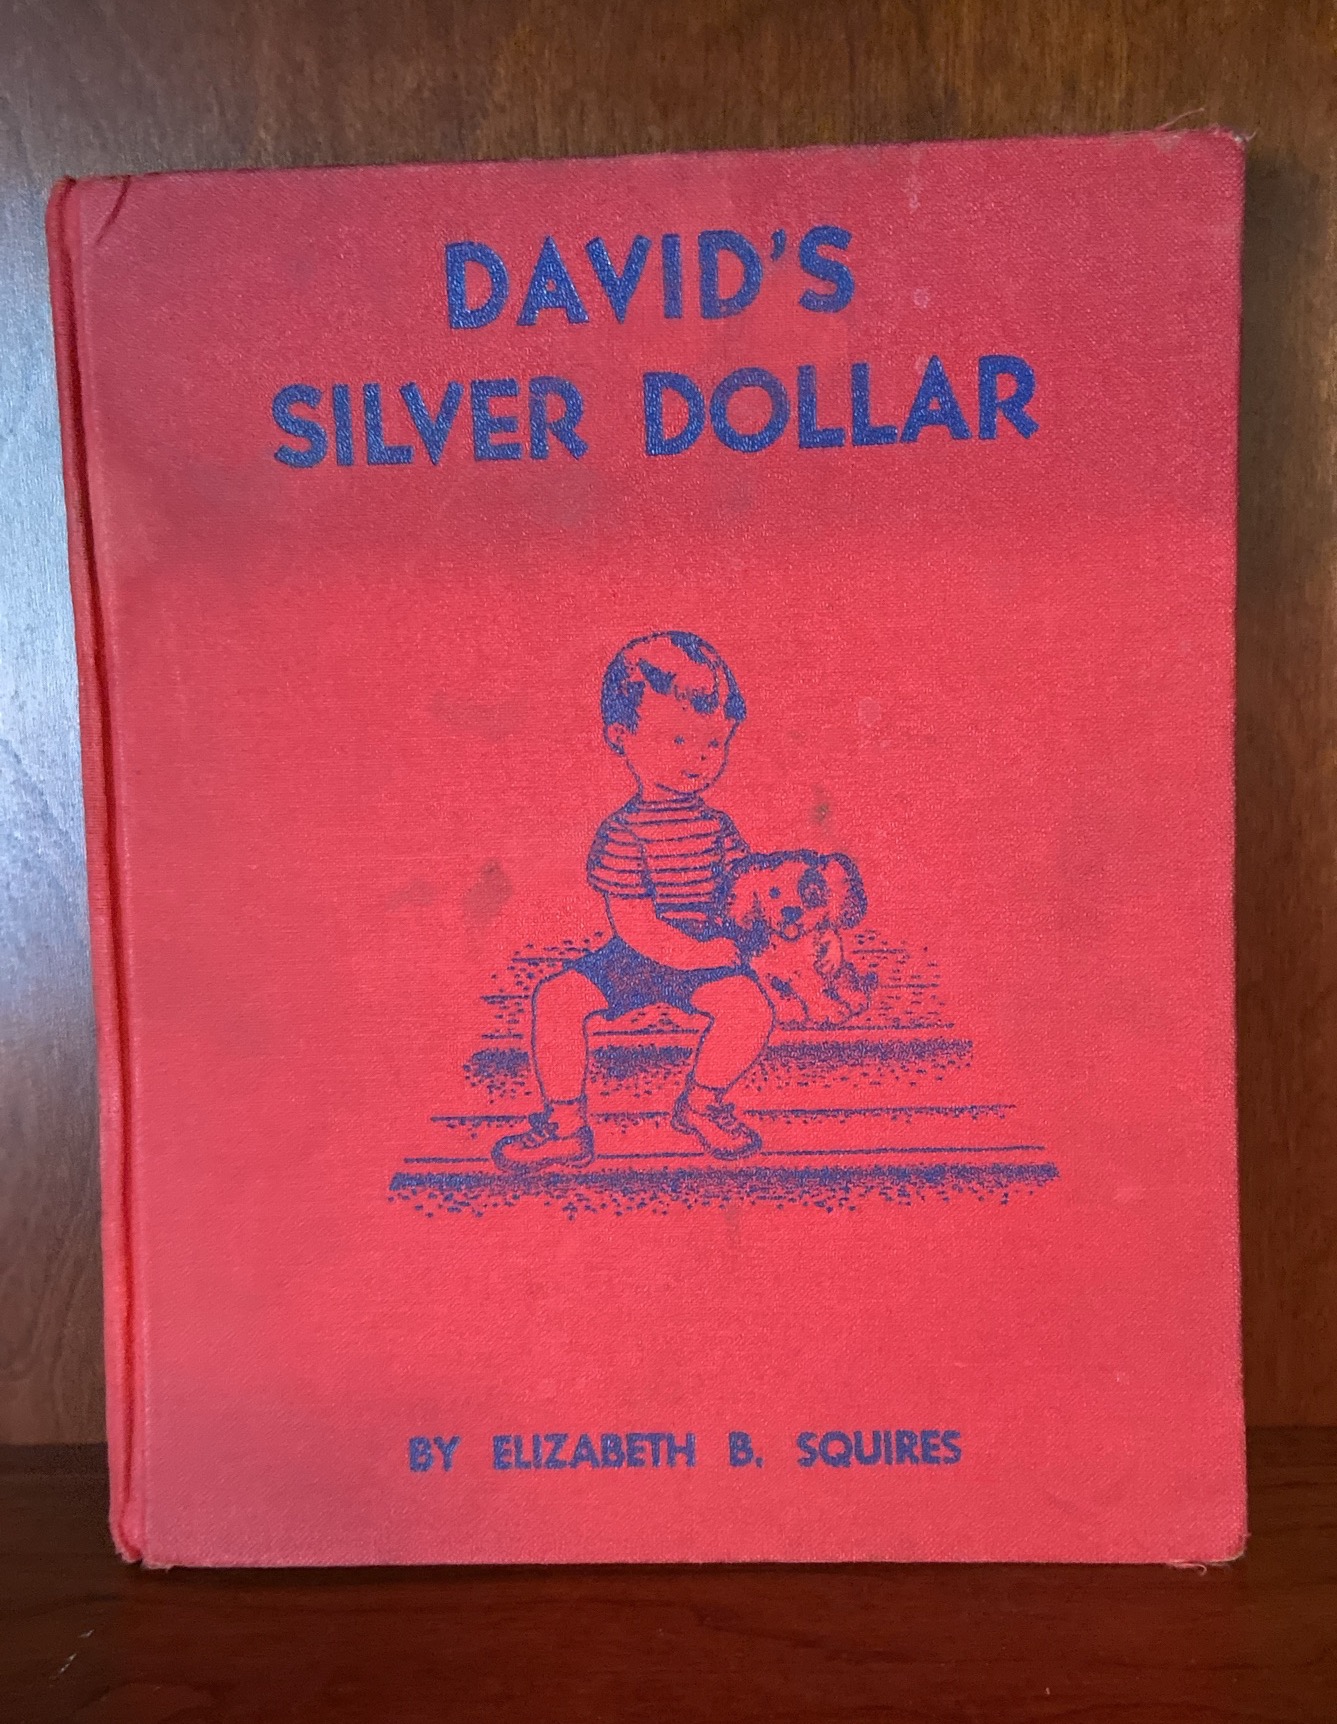 DAVID'S
SILVER DOLLAR
BY ELIZABETH B. SQUIRES